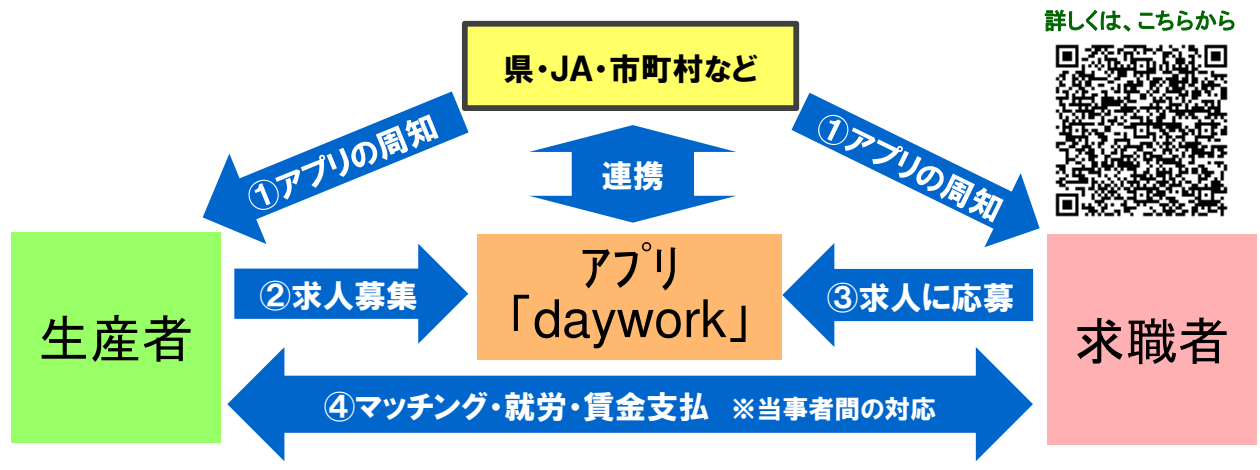 詳しくは、こちらから
県・JA・市町村など
①アプリの周知
連携
①アプリの周知
生産者
②求人募集
アプリ
「daywork」
③求人に応募
求職者
④マッチング・就労・賃金支払　※当事者間の対応